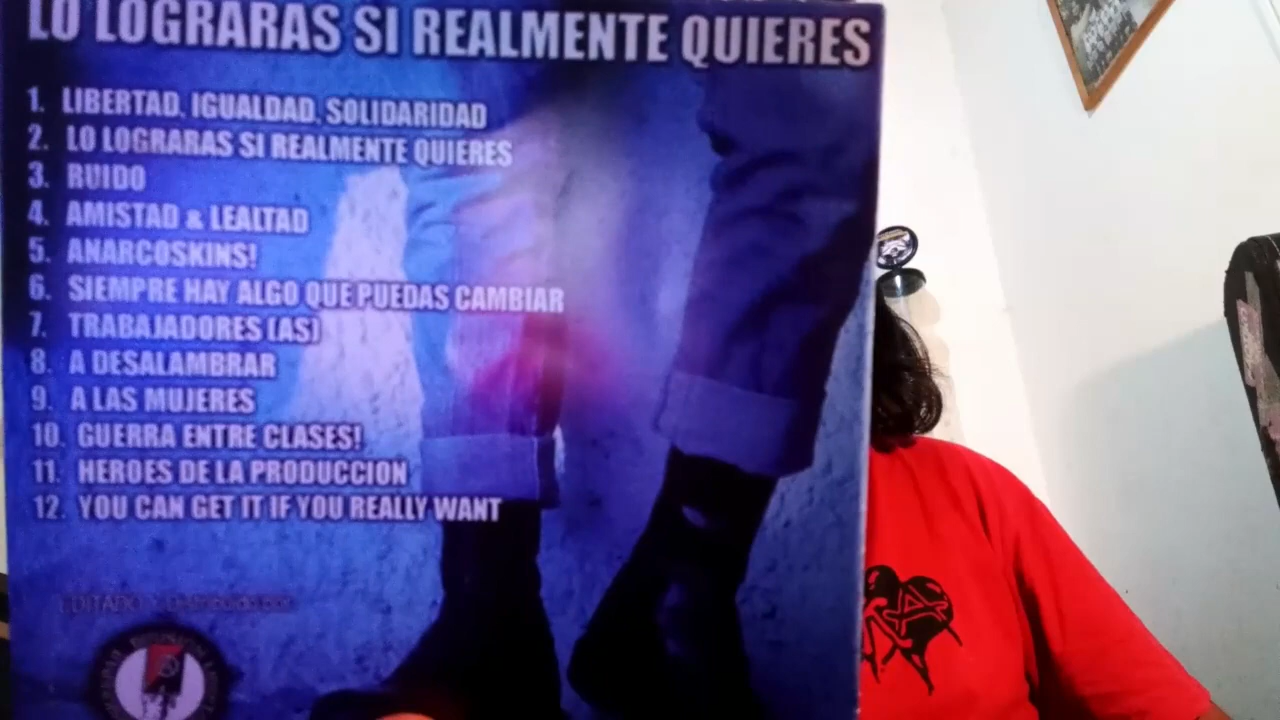 LO LOGRARAS SI REALMENTE QUIERES
1. LIBERTAD, IGUALDAD, SOLIDARIDAD
2. LO LOGRARAS SI REALMENTE QUIERES
3. RUIDO
4. AMISTAD & LEALTAD
5. ANARCOSKINS!
6. SIEMPRE HAY ALGO QUE PUEDAS CAMBIAR
7. TRABAJADORES (AS)
8. A DESALAMBRAR
9. A LAS MUJERES
10. GUERRA ENTRE CLASES!
11. HEROES DE LA PRODUCCION
12. YOU CAN GET IT IF YOU REALLY WANT
EDITADO